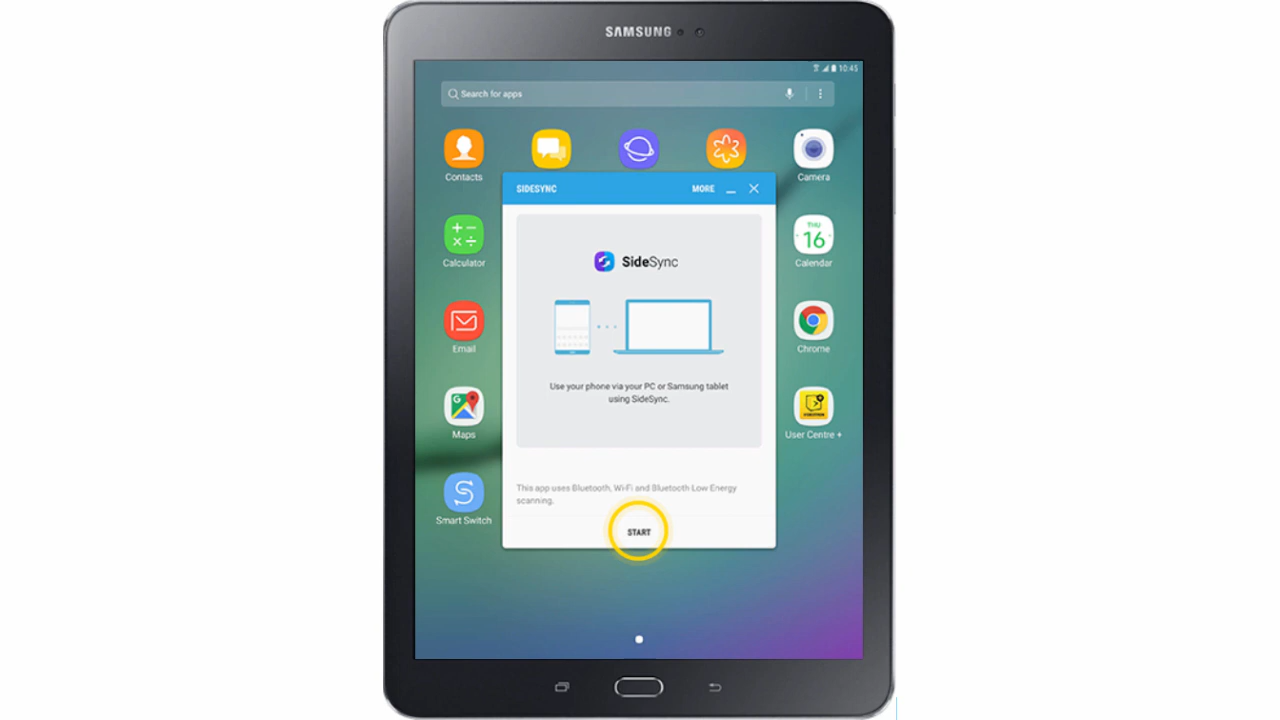 SAMSUNG
10:45
Search for apps
Contacts
Camera
SIDESYNC
MORE
Calculator
THU
16
Calendar
SideSync
Email
Chrome
Use your phone via your PC or Samsung tablet
using SideSync.
G
Maps
User Centre +
This app uses Bluetooth, Wi-Fi and Bluetooth Low Energy
scanning.
Smart Switch
START